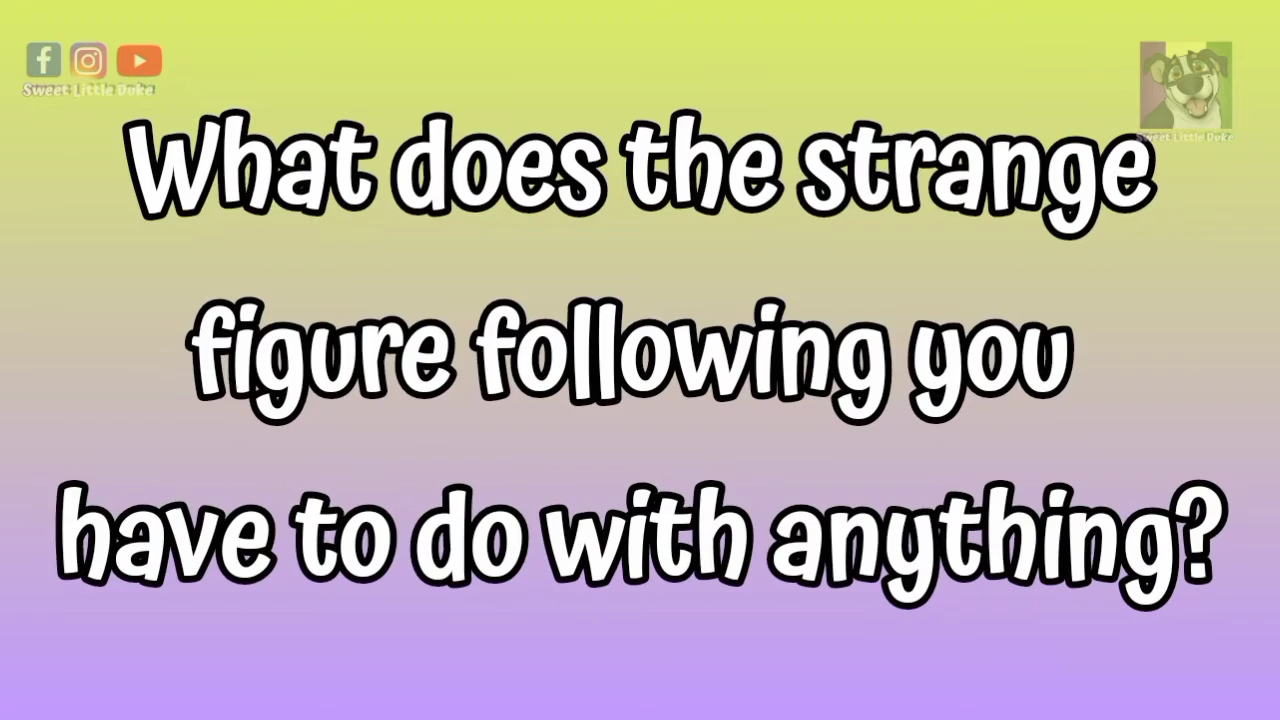 Sweet Little Duke
Sweet Little Duke
What does the strange
figure following you
have to do with anything?